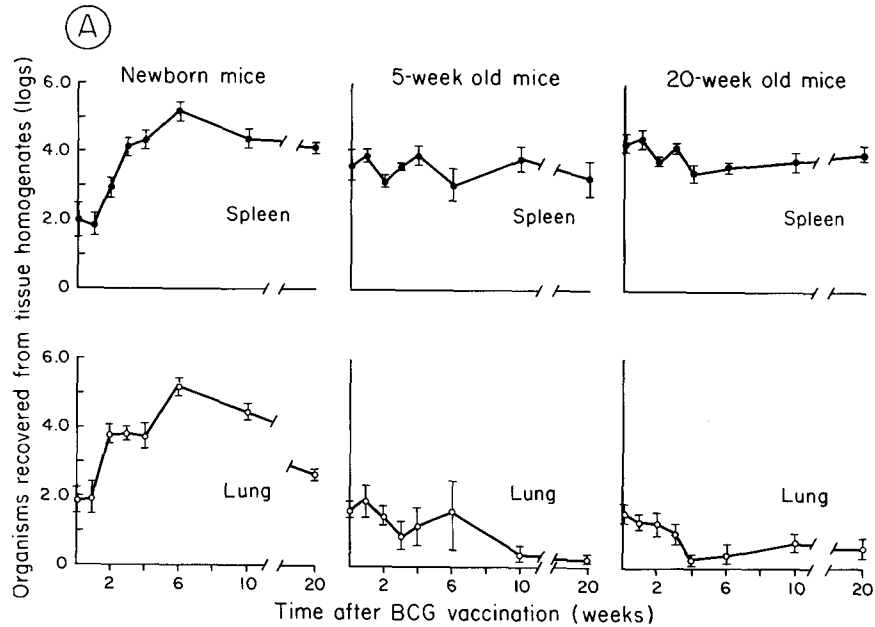 A
Newborn mice
5-week old mice
20-week old mice
Organisms recovered from tissue homogenates (logs)
6.0
4.0
2.0
0
Spleen
Spleen
Spleen
6.0
4.0
2.0
0
Lung
Lung
Lung
2 6 10 20 2 6 10 20 2 6 10 20
Time after BCG vaccination (weeks)